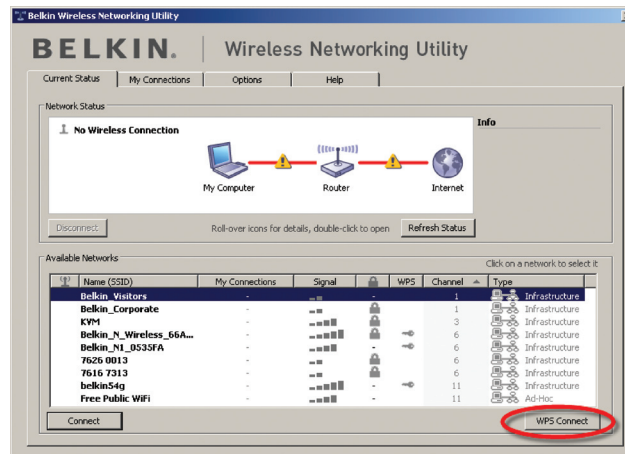 Belkin Wireless Networking Utility
BELKIN. Wireless Networking Utility
Current Status My Connections Options Help
Network Status
No Wireless Connection
Info
My Computer Router Internet
Disconnect Roll-over icons for details, double-click to open Refresh Status
Available Networks
Click on a network to select it
Name (SSID) My Connections Signal WPS Channel Type
Belkin_Visitors - - 1 Infrastructure
Belkin_Corporate - 1 Infrastructure
KVM - 3 Infrastructure
Belkin_N_Wireless_66A... - 6 Infrastructure
Belkin_N1_0535FA - - 6 Infrastructure
7626 0013 - 6 Infrastructure
7616 7313 - 6 Infrastructure
belkin54g - - 11 Infrastructure
Free Public WiFi - - 11 Ad-Hoc
Connect WPS Connect